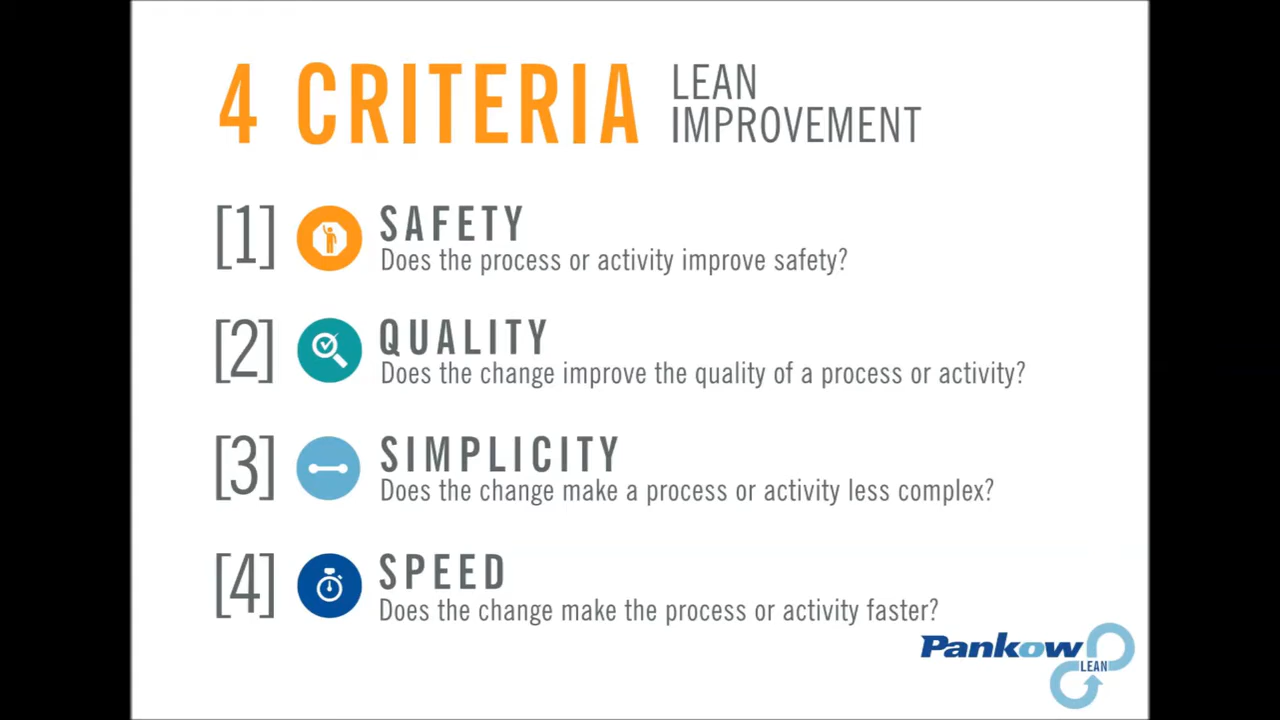 4 CRITERIA LEAN
IMPROVEMENT
[1] SAFETY
Does the process or activity improve safety?
[2] QUALITY
Does the change improve the quality of a process or activity?
[3] SIMPLICITY
Does the change make a process or activity less complex?
[4] SPEED
Does the change make the process or activity faster?
Pankow
LEAN